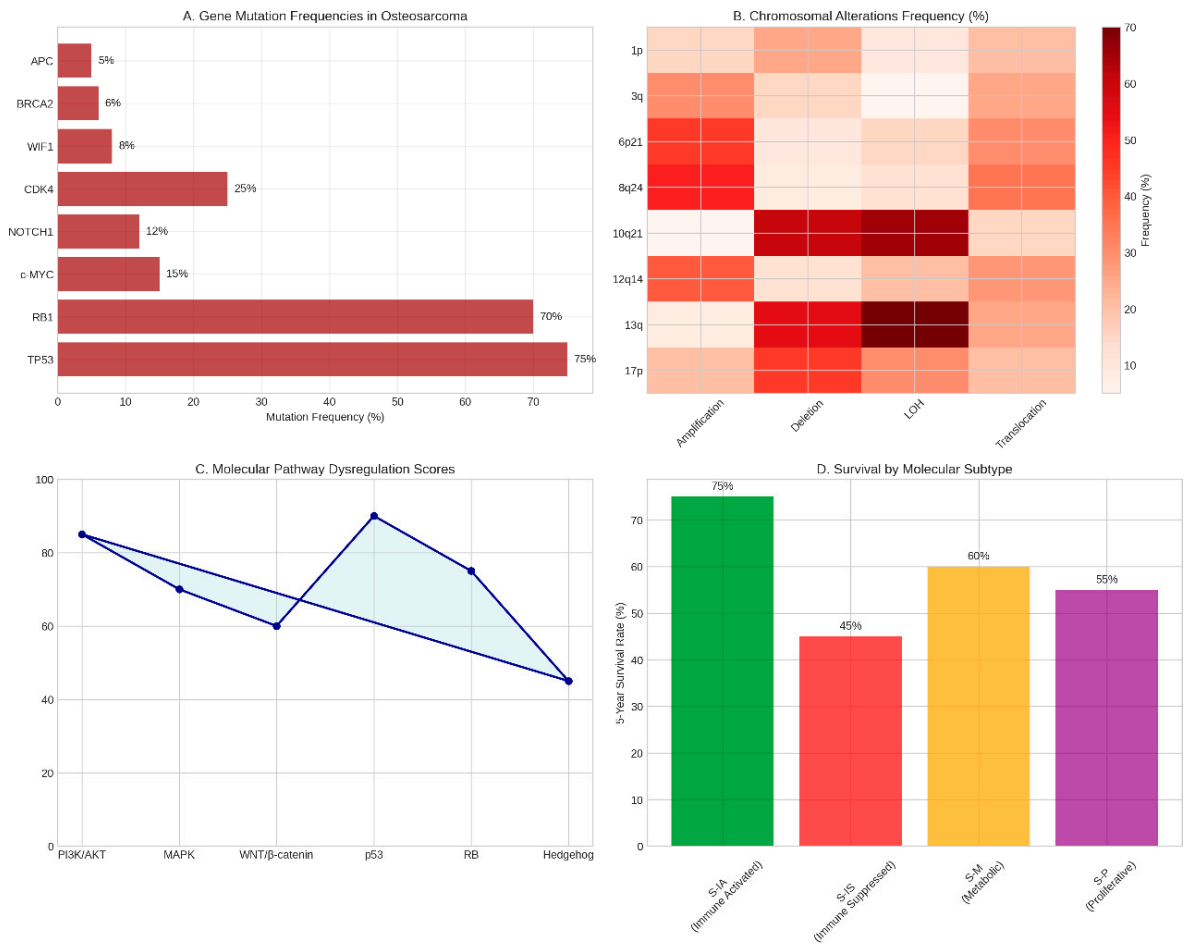 A. Gene Mutation Frequencies in Osteosarcoma
APC
5%
BRCA2
6%
WIF1
8%
CDK4
25%
NOTCH1
12%
c-MYC
15%
RB1
70%
TP53
75%
0 10 20 30 40 50 60 70
Mutation Frequency (%)
B. Chromosomal Alterations Frequency (%)
1p
3q
6p21
8q24
10q21
12q14
13q
17p
Amplification
Deletion
LOH
Translocation
70
60
50
40
30
20
10
Frequency (%)
C. Molecular Pathway Dysregulation Scores
100
80
60
40
20
0
PI3K/AKT MAPK WNT/β-catenin p53 RB Hedgehog
D. Survival by Molecular Subtype
5-Year Survival Rate (%)
70
60
50
40
30
20
10
0
75%
45%
60%
55%
S-IA
(Immune Activated)
S-IS
(Immune Suppressed)
S-M
(Metabolic)
S-P
(Proliferative)